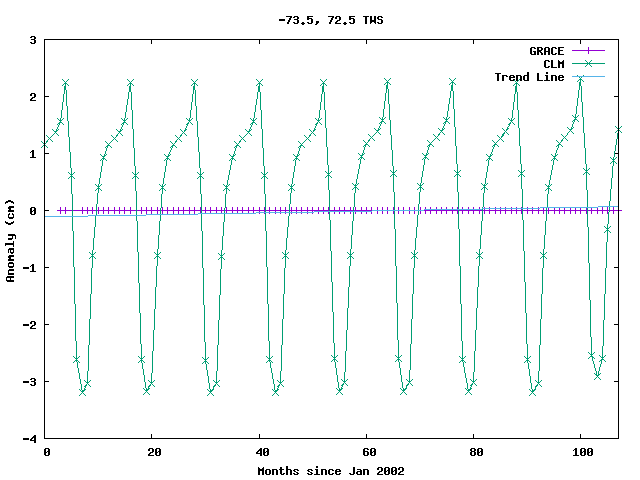 -73.5, 72.5 TWS
GRACE
CLM
Trend Line
3
2
1
0
-1
-2
-3
-4
Anomaly (cm)
0 20 40 60 80 100
Months since Jan 2002